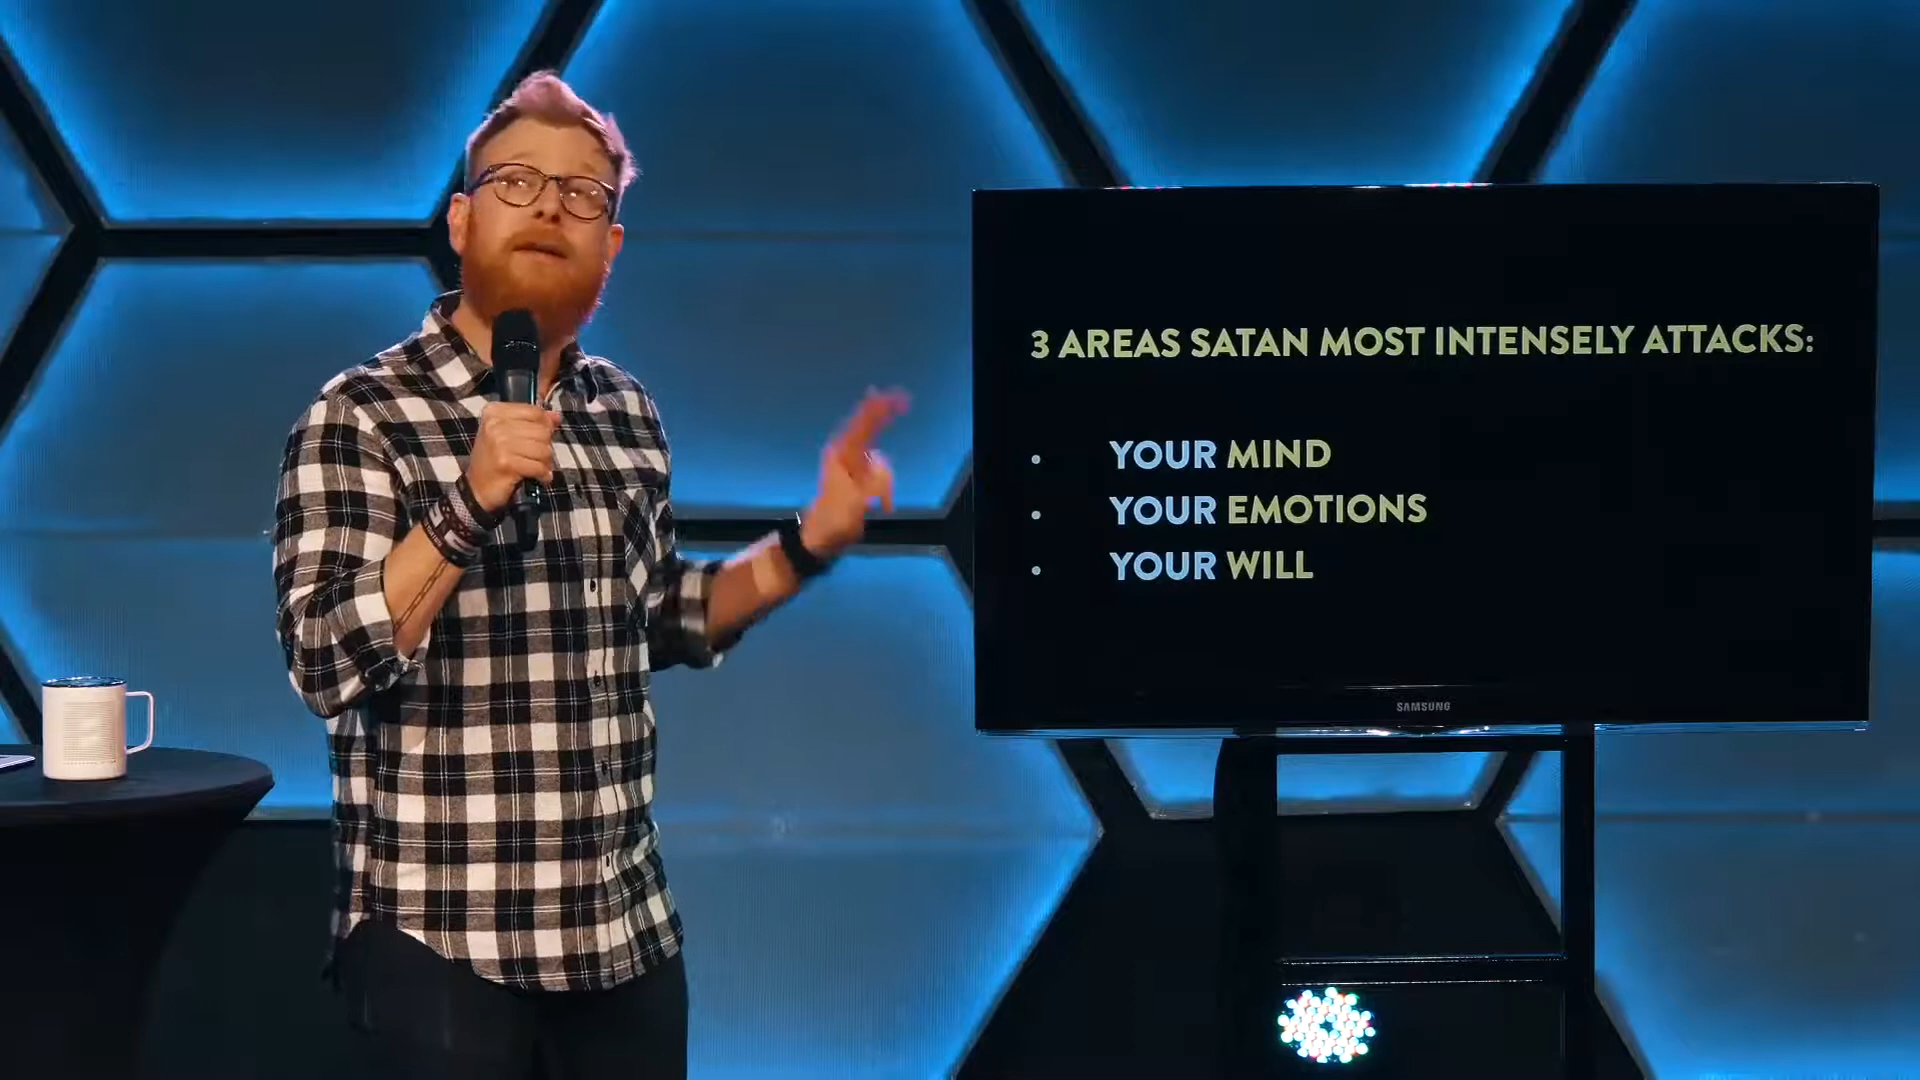 3 AREAS SATAN MOST INTENSELY ATTACKS:
• YOUR MIND
• YOUR EMOTIONS
• YOUR WILL
SAMSUNG